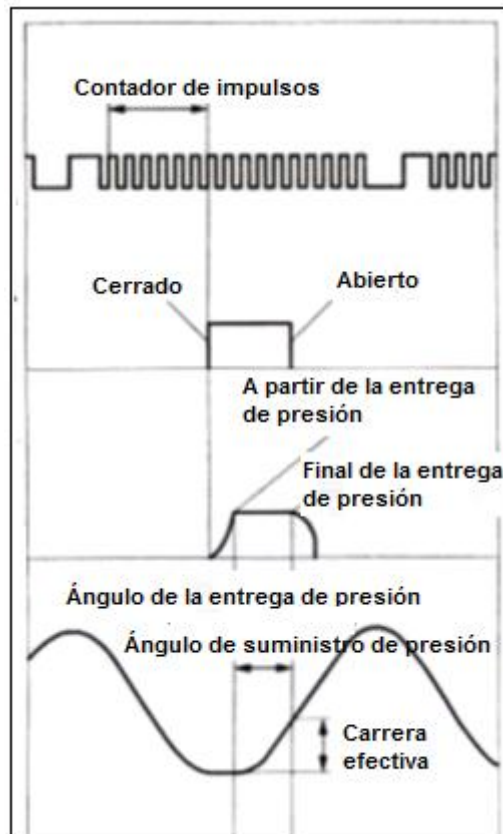 Contador de impulsos
Cerrado
Abierto
A partir de la entrega
de presión
Final de la entrega
de presión
Ángulo de la entrega de presión
Ángulo de suministro de presión
Carrera
efectiva